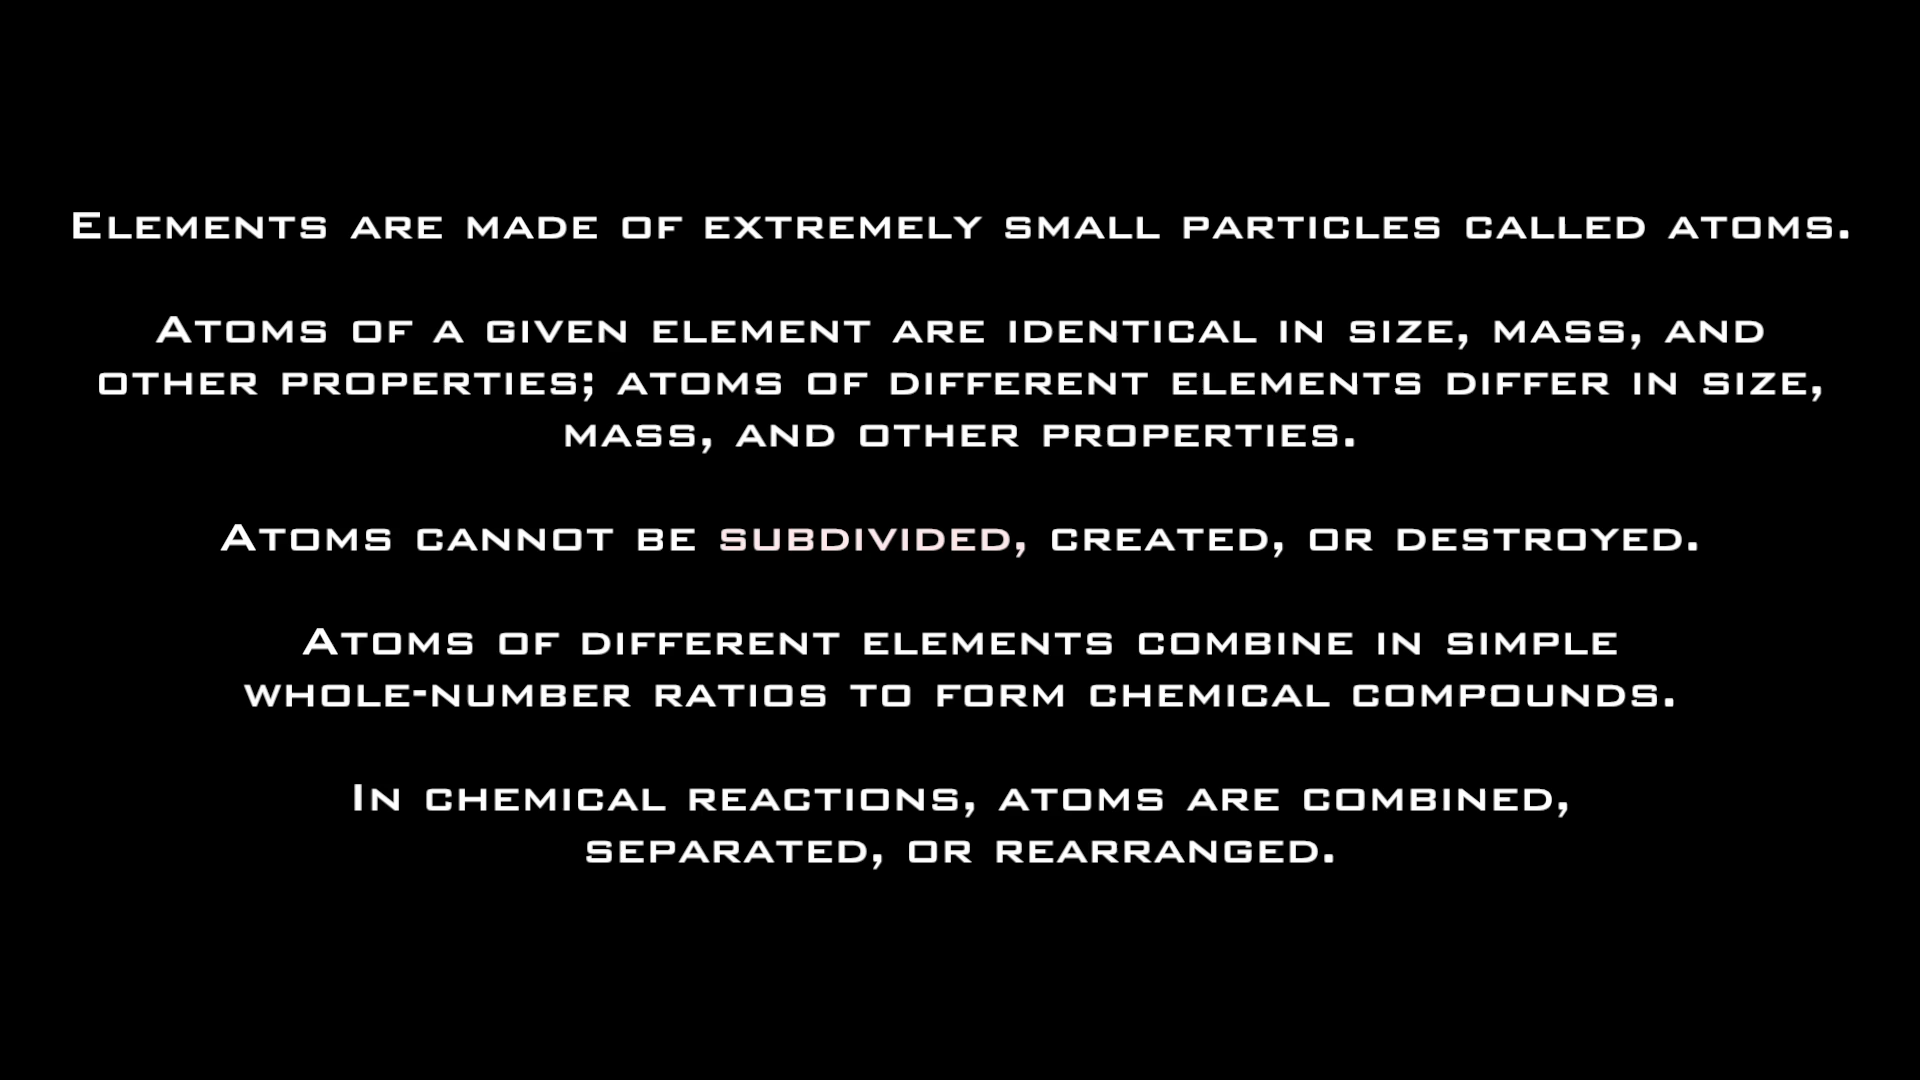 Elements are made of extremely small particles called atoms.
Atoms of a given element are identical in size, mass, and
other properties; atoms of different elements differ in size,
mass, and other properties.
Atoms cannot be subdivided, created, or destroyed.
Atoms of different elements combine in simple
whole-number ratios to form chemical compounds.
In chemical reactions, atoms are combined,
separated, or rearranged.